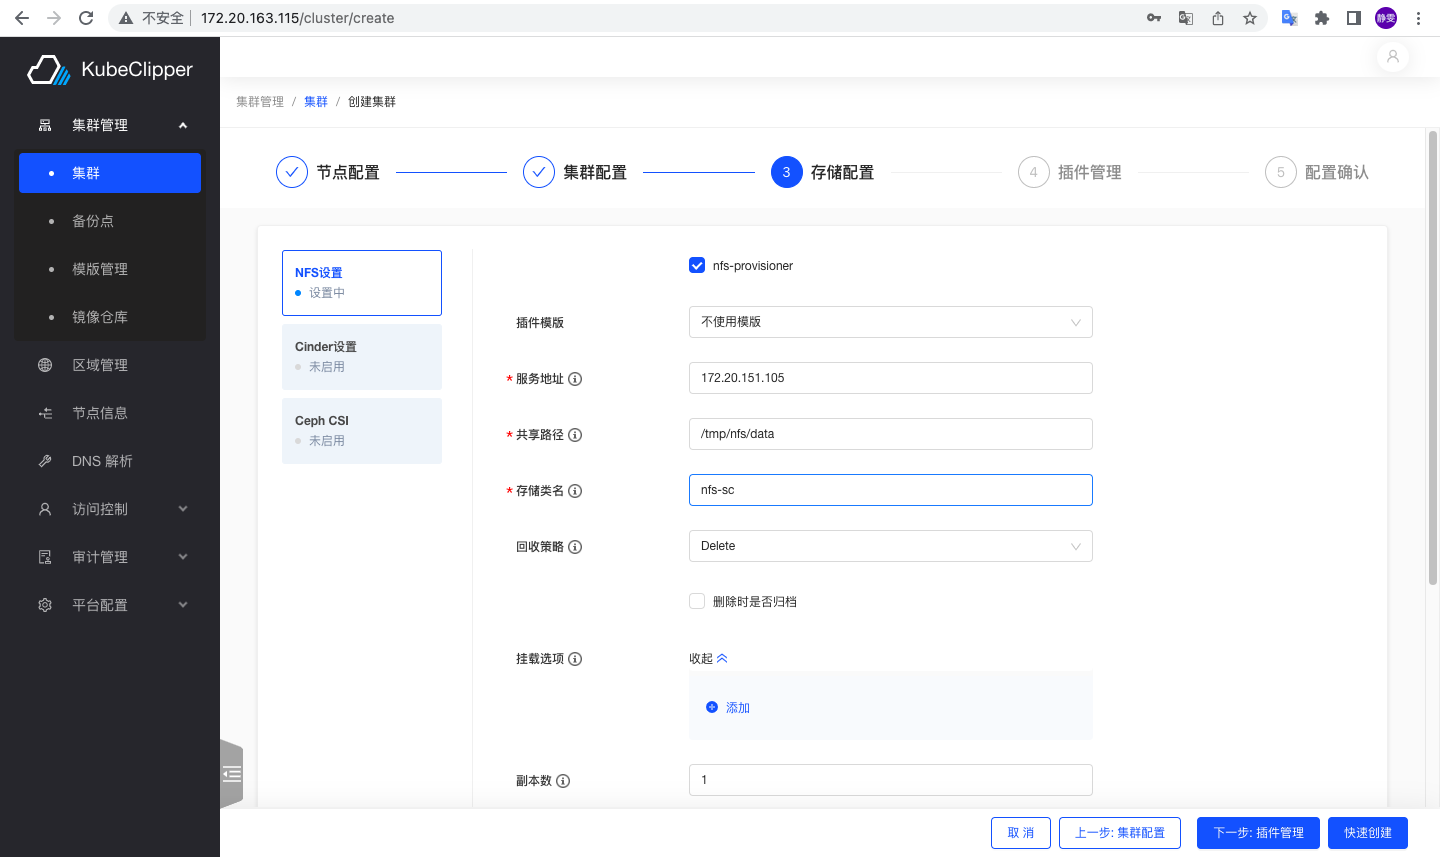 不安全 172.20.163.115/cluster/create
静雯
KubeClipper
集群管理
集群
备份点
模版管理
镜像仓库
区域管理
节点信息
DNS 解析
访问控制
审计管理
平台配置
集群管理 / 集群 / 创建集群
节点配置
集群配置
3 存储配置
4 插件管理
5 配置确认
NFS设置
设置中
Cinder设置
未启用
Ceph CSI
未启用
nfs-provisioner
插件模版 不使用模版
* 服务地址 172.20.151.105
* 共享路径 /tmp/nfs/data
* 存储类名 nfs-sc
回收策略 Delete
删除时是否归档
挂载选项 收起
添加
副本数 1
取 消
上一步: 集群配置
下一步: 插件管理
快速创建